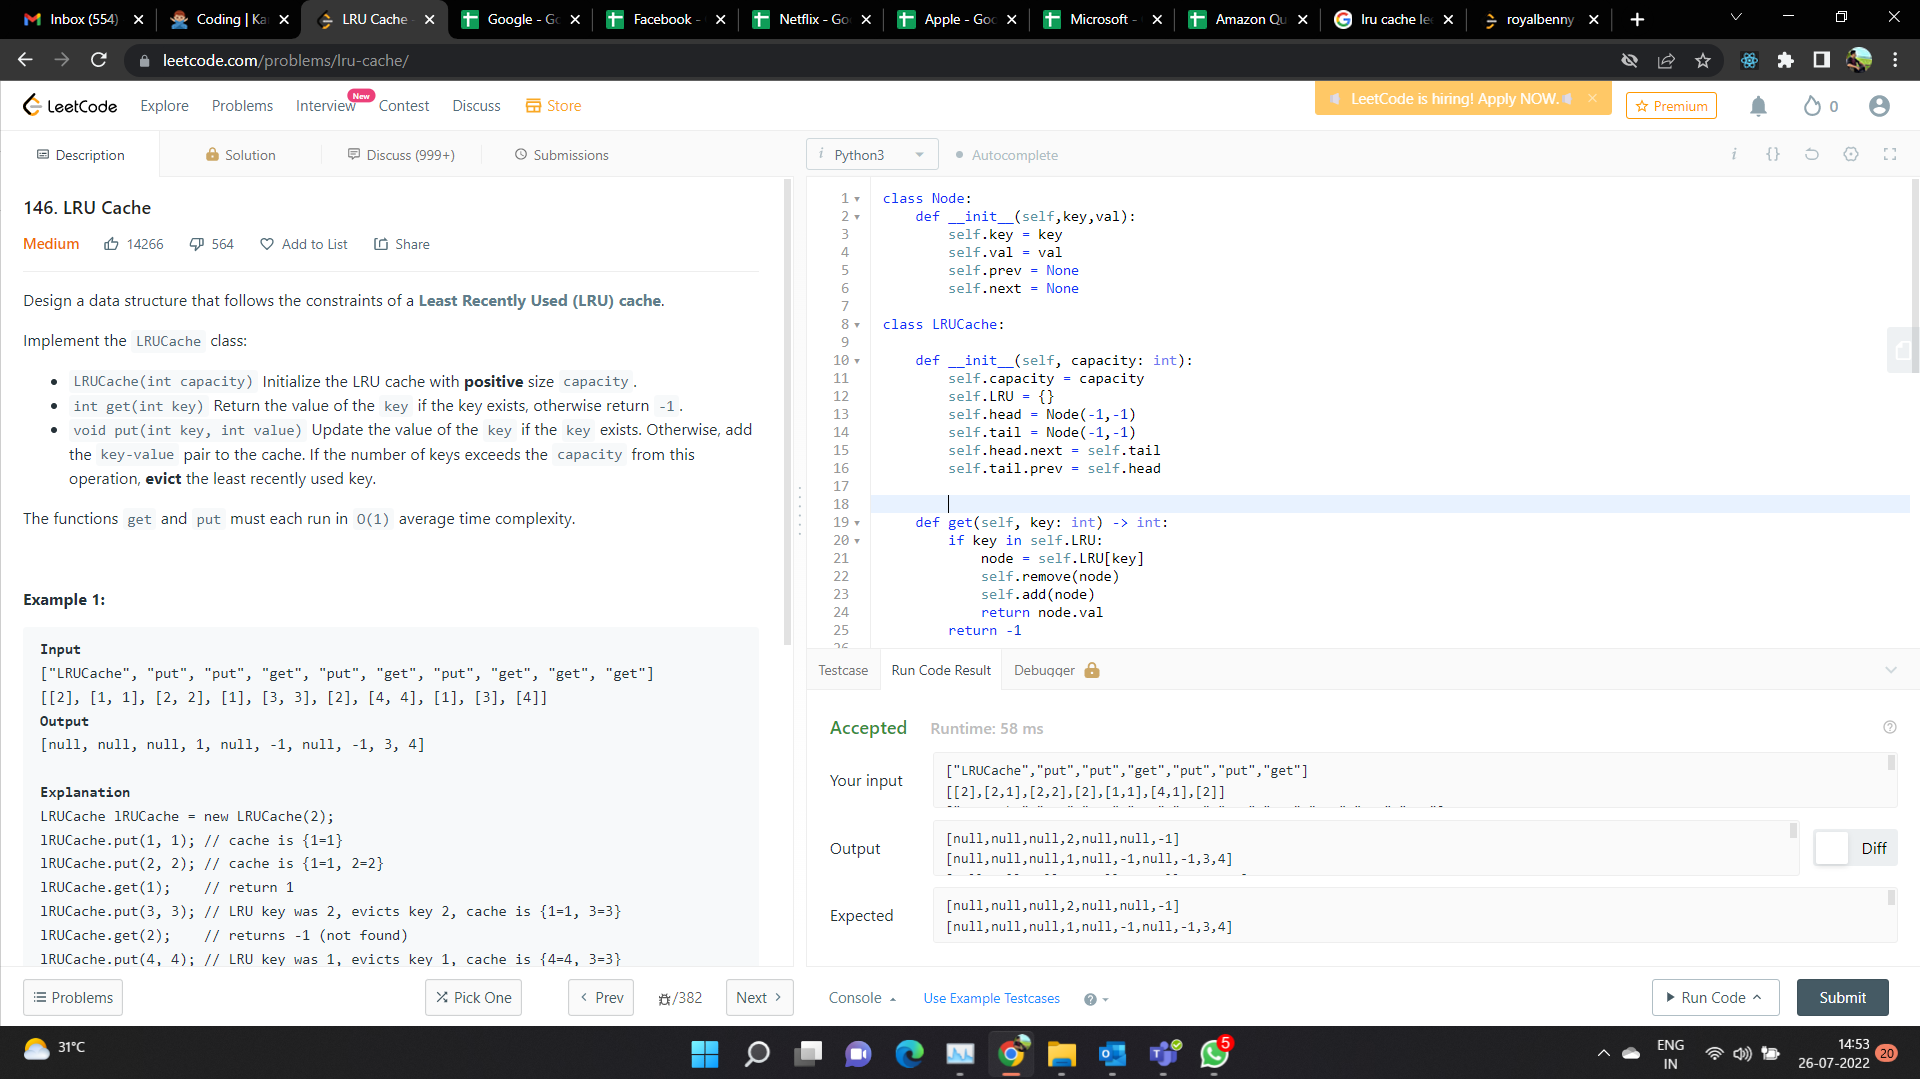 Inbox (554)
Coding | Ka
LRU Cache -
Google - Go
Facebook -
Netflix - Go
Apple - Goo
Microsoft -
Amazon Qu
lru cache le
royalbenny
leetcode.com/problems/lru-cache/
LeetCode
Explore
Problems
Interview
New
Contest
Discuss
Store
LeetCode is hiring! Apply NOW.
Premium
0
Description
Solution
Discuss (999+)
Submissions
Python3
Autocomplete
146. LRU Cache
Medium
14266
564
Add to List
Share
Design a data structure that follows the constraints of a Least Recently Used (LRU) cache.
Implement the LRUCache class:
LRUCache(int capacity) Initialize the LRU cache with positive size capacity.
int get(int key) Return the value of the key if the key exists, otherwise return -1.
void put(int key, int value) Update the value of the key if the key exists. Otherwise, add
the key-value pair to the cache. If the number of keys exceeds the capacity from this
operation, evict the least recently used key.
The functions get and put must each run in O(1) average time complexity.
Example 1:
Input
["LRUCache", "put", "put", "get", "put", "get", "put", "get", "get", "get"]
[[2], [1, 1], [2, 2], [1], [3, 3], [2], [4, 4], [1], [3], [4]]
Output
[null, null, null, 1, null, -1, null, -1, 3, 4]
Explanation
LRUCache lRUCache = new LRUCache(2);
lRUCache.put(1, 1); // cache is {1=1}
lRUCache.put(2, 2); // cache is {1=1, 2=2}
lRUCache.get(1);    // return 1
lRUCache.put(3, 3); // LRU key was 2, evicts key 2, cache is {1=1, 3=3}
lRUCache.get(2);    // returns -1 (not found)
lRUCache.put(4, 4); // LRU key was 1, evicts key 1, cache is {4=4, 3=3}
1 class Node:
2     def __init__(self,key,val):
3         self.key = key
4         self.val = val
5         self.prev = None
6         self.next = None
7
8 class LRUCache:
9
10     def __init__(self, capacity: int):
11         self.capacity = capacity
12         self.LRU = {}
13         self.head = Node(-1,-1)
14         self.tail = Node(-1,-1)
15         self.head.next = self.tail
16         self.tail.prev = self.head
17
18
19     def get(self, key: int) -> int:
20         if key in self.LRU:
21             node = self.LRU[key]
22             self.remove(node)
23             self.add(node)
24             return node.val
25         return -1
Testcase
Run Code Result
Debugger
Accepted
Runtime: 58 ms
Your input
["LRUCache","put","put","get","put","put","get"]
[[2],[2,1],[2,2],[2],[1,1],[4,1],[2]]
Output
[null,null,null,2,null,null,-1]
[null,null,null,1,null,-1,null,-1,3,4]
Diff
Expected
[null,null,null,2,null,null,-1]
[null,null,null,1,null,-1,null,-1,3,4]
Problems
Pick One
Prev
/382
Next
Console
Use Example Testcases
Run Code
Submit
31°C
5
ENG
IN
14:53
26-07-2022
20